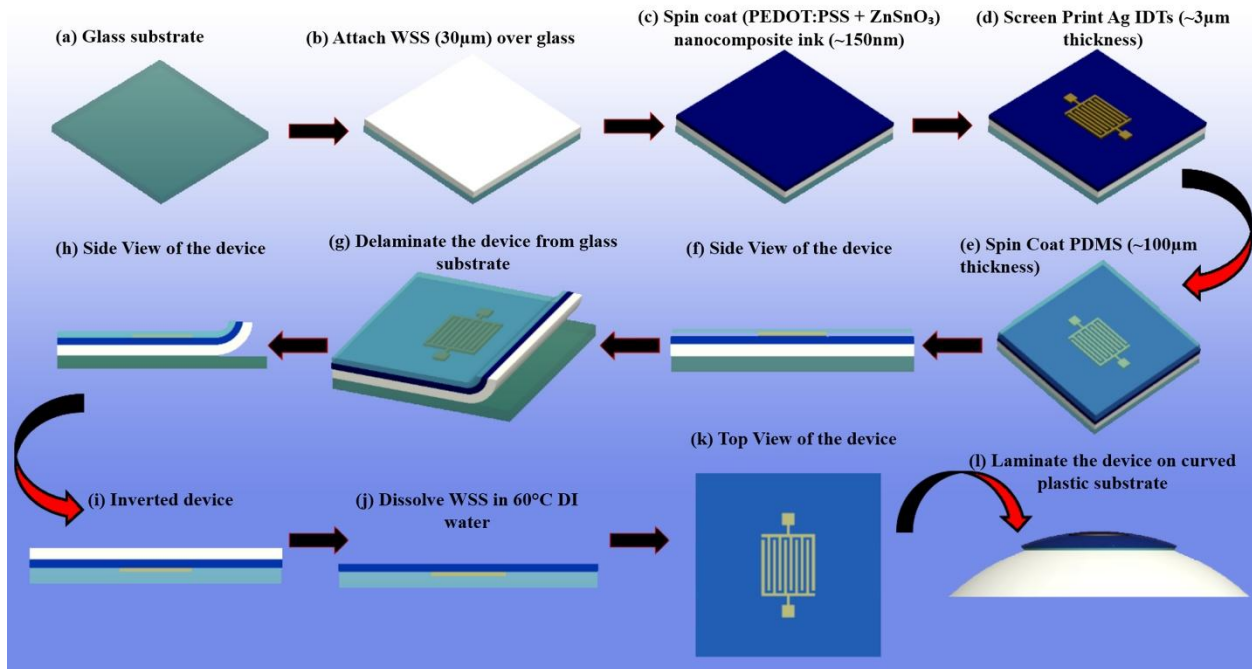 (a) Glass substrate
(b) Attach WSS (30µm) over glass
(c) Spin coat (PEDOT:PSS + ZnSnO₃)
nanocomposite ink (~150nm)
(d) Screen Print Ag IDTs (~3µm
thickness)
(e) Spin Coat PDMS (~100µm
thickness)
(f) Side View of the device
(g) Delaminate the device from glass
substrate
(h) Side View of the device
(i) Inverted device
(j) Dissolve WSS in 60°C DI
water
(k) Top View of the device
(l) Laminate the device on curved
plastic substrate